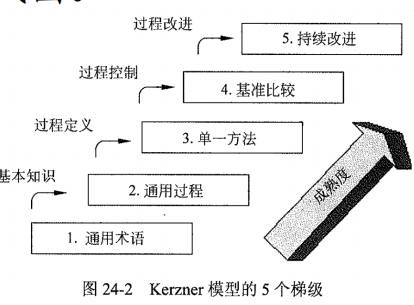 过程改进
5. 持续改进
过程控制
4. 基准比较
过程定义
3. 单一方法
基本知识
2. 通用过程
1. 通用术语
成熟度
图 24-2 Kerzner 模型的 5 个梯级